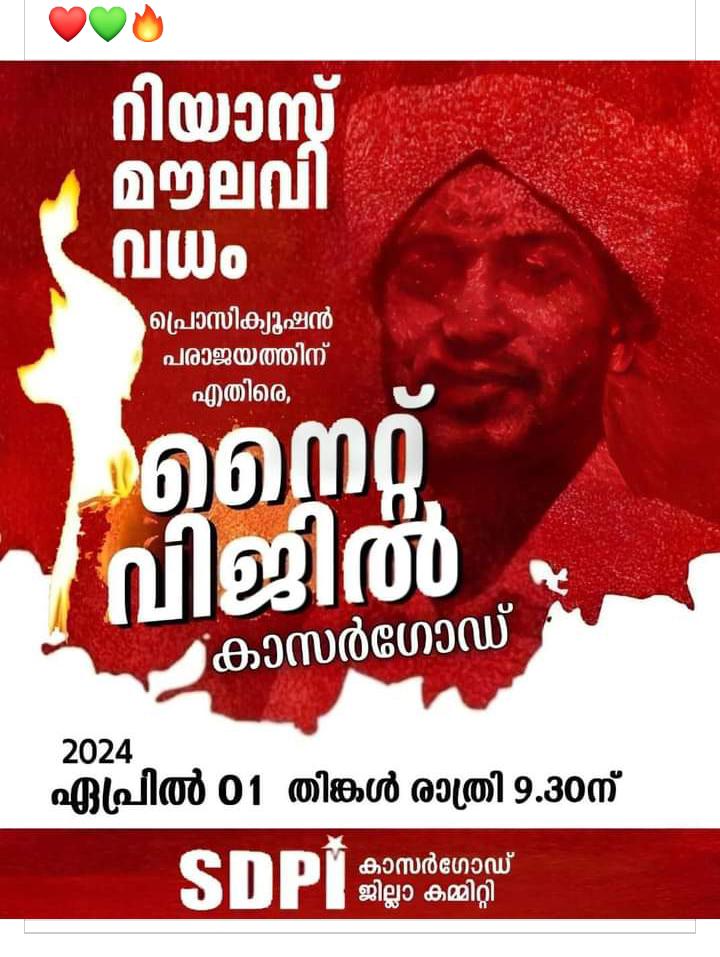 ❤️💚🔥
റിയാസ്
മൗലവി
വധം
പ്രൊസിക്യൂഷൻ
പരാജയത്തിന്
എതിരെ,
നൈറ്റ്
വിജിൽ
കാസർഗോഡ്
2024
ഏപ്രിൽ 01 തിങ്കൾ രാത്രി 9.30ന്
SDPI കാസർഗോഡ്
ജില്ലാ കമ്മിറ്റി